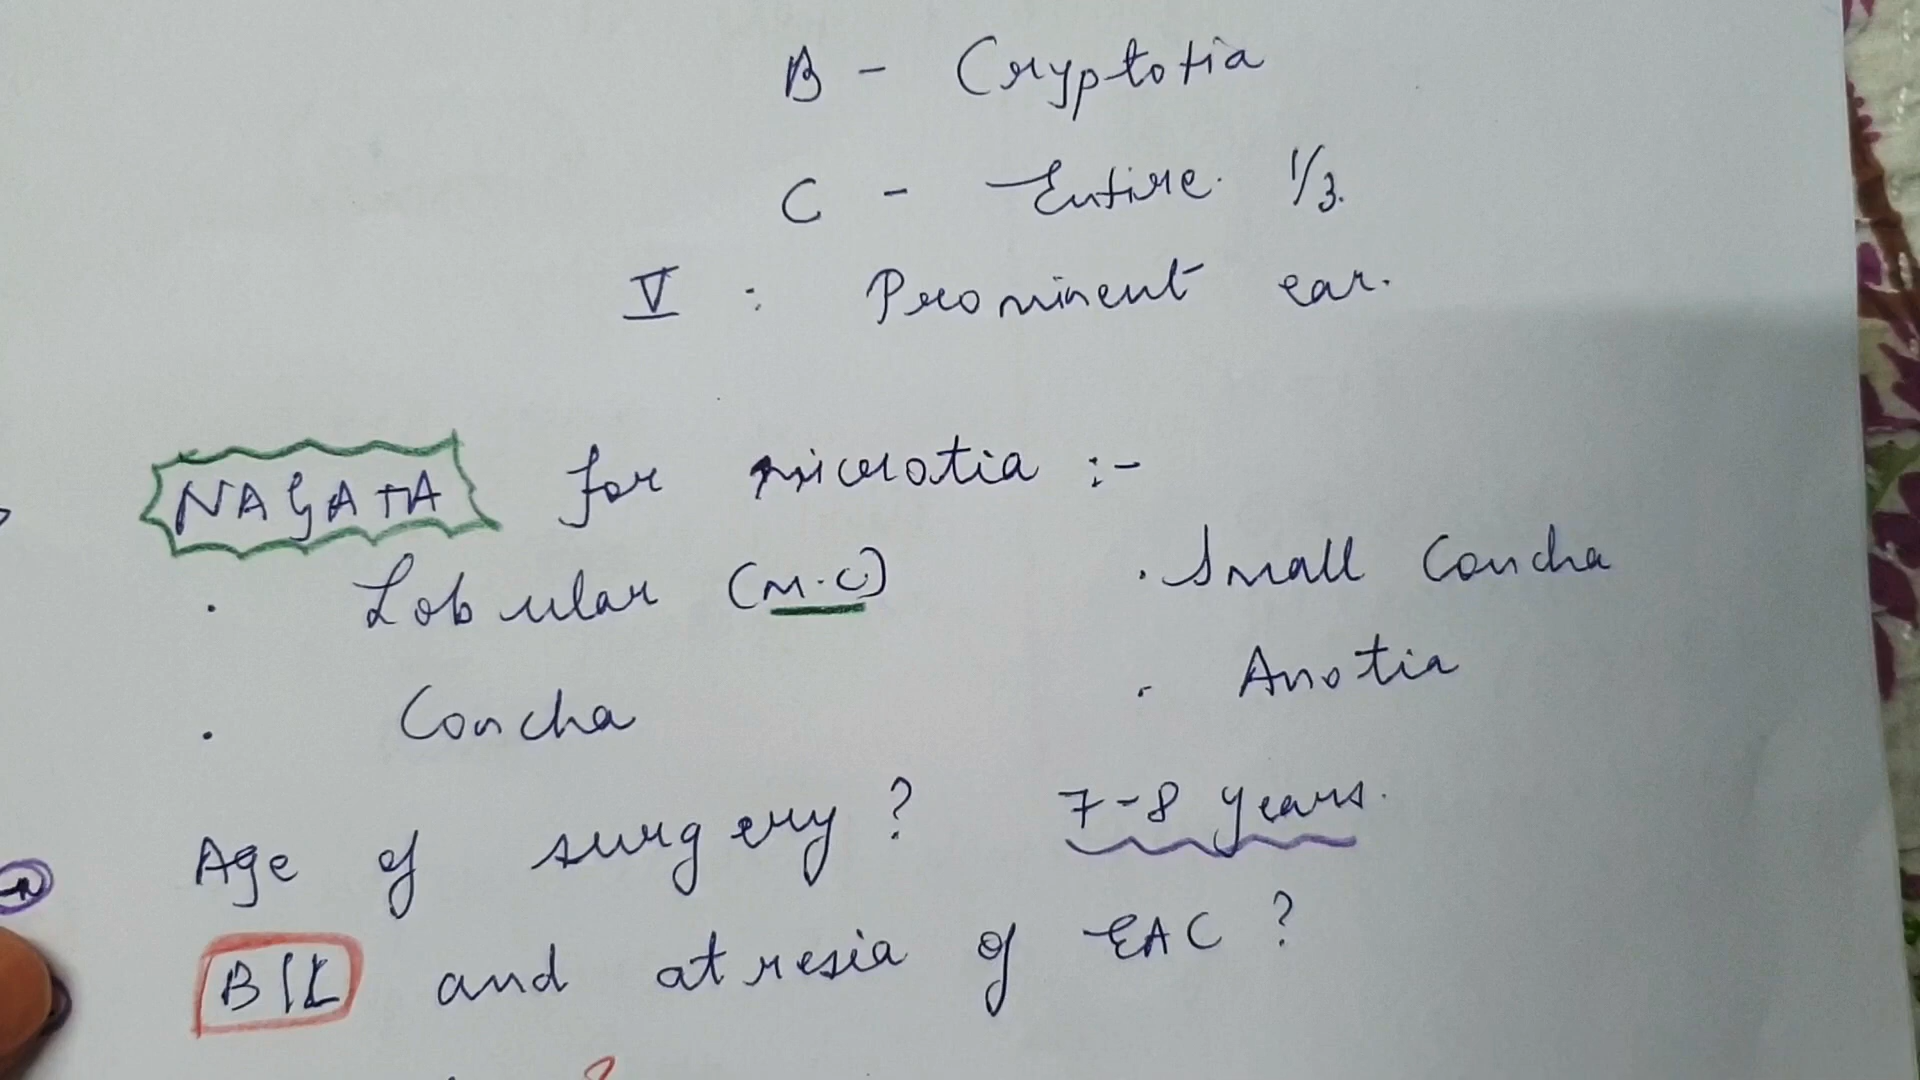 B - Cryptotia
C - Entire 1/3.
V : Prominent ear.
NAGATA for microtia :-
. Lobular (M.C) . Small Concha
. Concha . Anotia
Age of surgery ? 7-8 years.
B/L and atresia of EAC ?